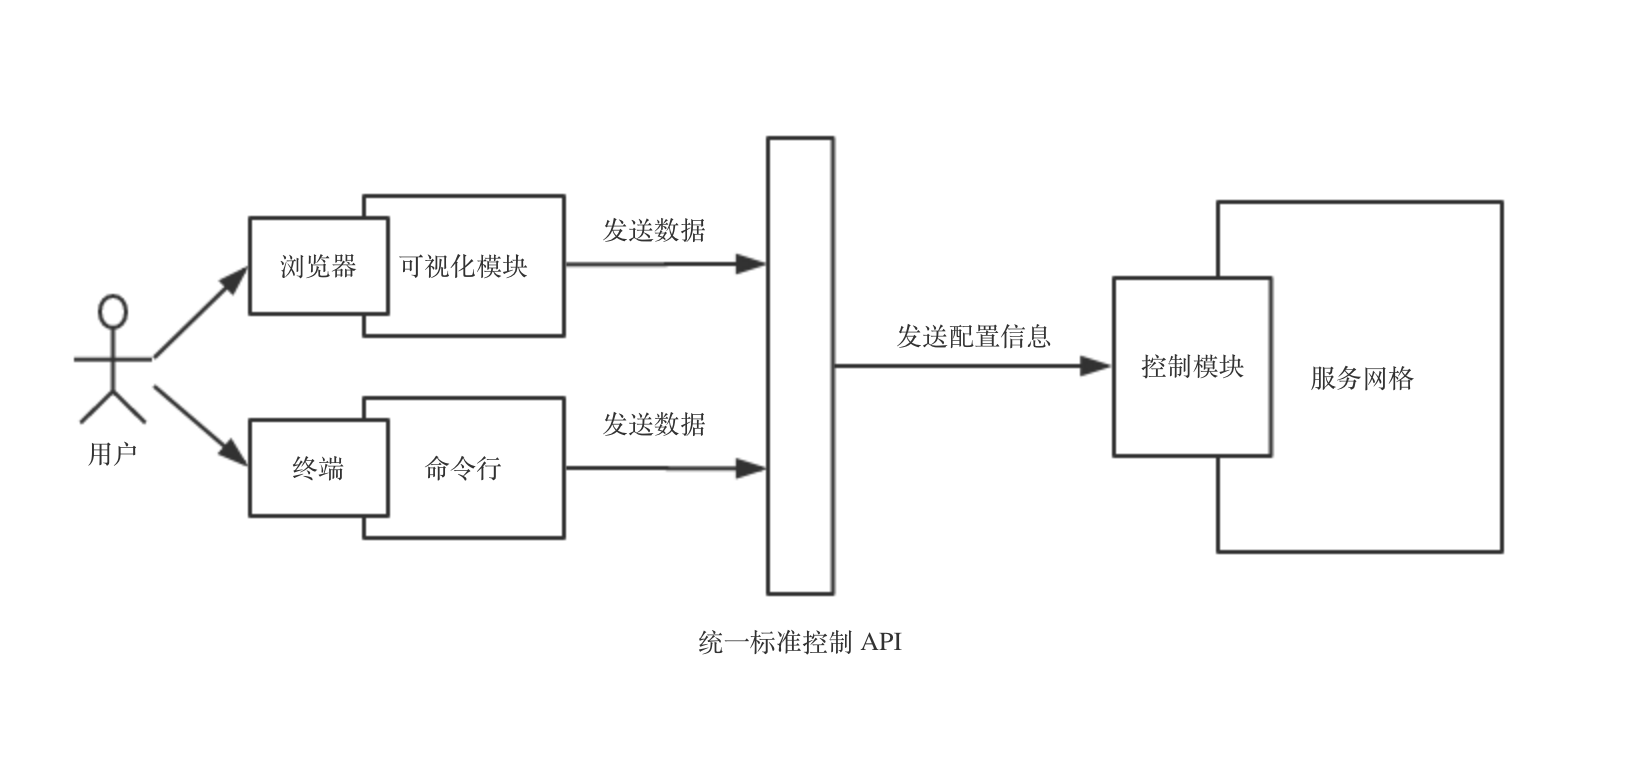 发送数据
浏览器
可视化模块
发送配置信息
控制模块
服务网格
用户
发送数据
终端
命令行
统一标准控制 API